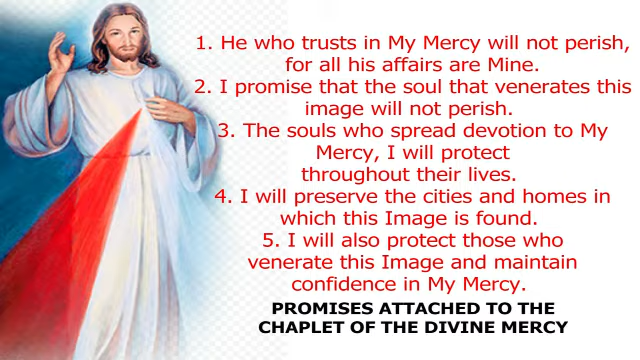 1. He who trusts in My Mercy will not perish,
for all his affairs are Mine.
2. I promise that the soul that venerates this
image will not perish.
3. The souls who spread devotion to My
Mercy, I will protect
throughout their lives.
4. I will preserve the cities and homes in
which this Image is found.
5. I will also protect those who
venerate this Image and maintain
confidence in My Mercy.
PROMISES ATTACHED TO THE
CHAPLET OF THE DIVINE MERCY